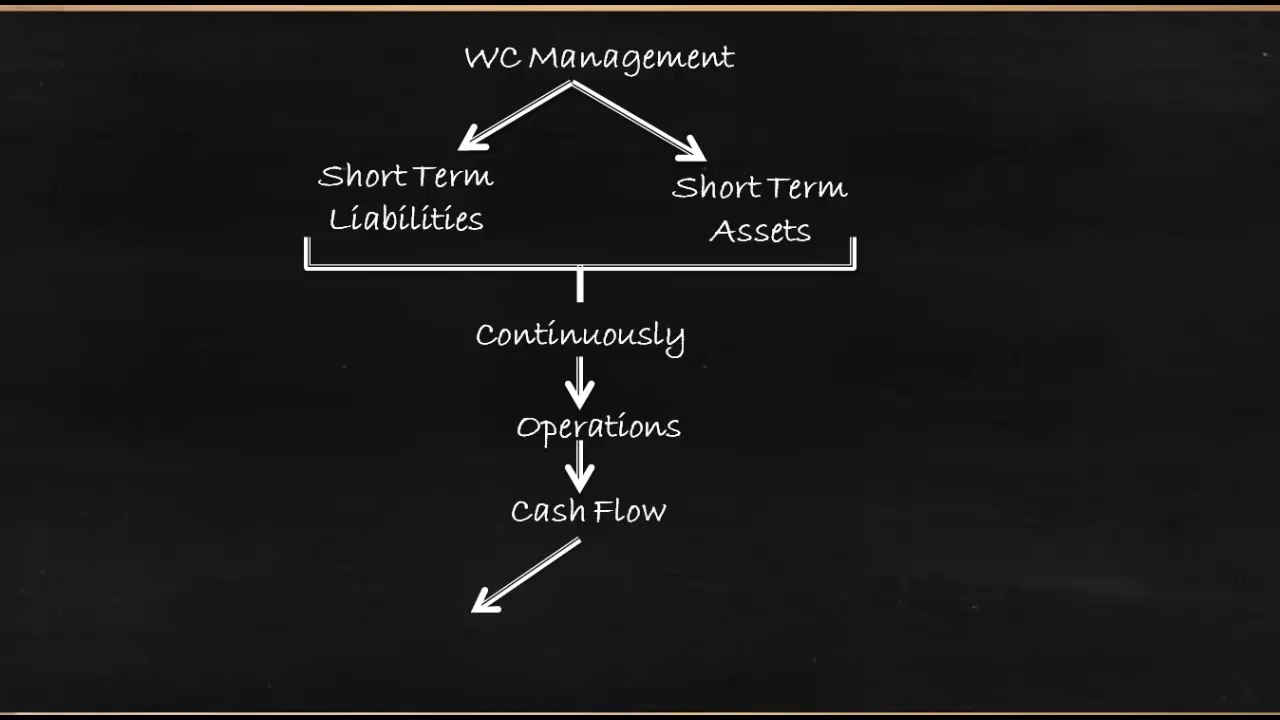 WC Management
Short Term
Liabilities
Short Term
Assets
Continuously
Operations
Cash Flow